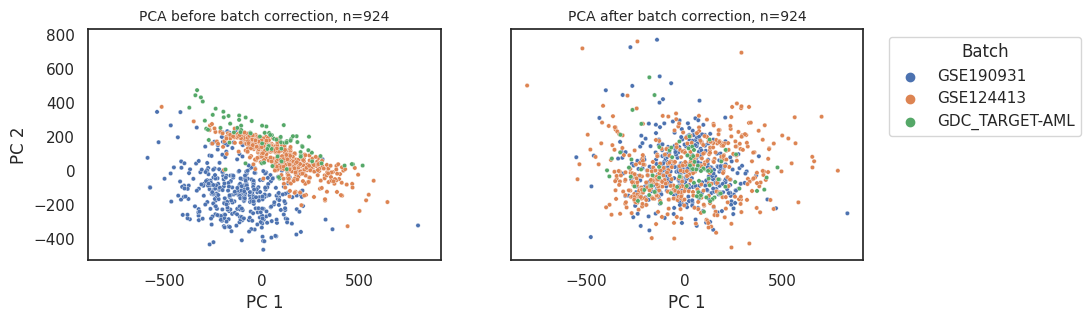 PCA before batch correction, n=924
PCA after batch correction, n=924
PC 2
800
600
400
200
0
−200
−400
−500
0
500
PC 1
−500
0
500
PC 1
Batch
GSE190931
GSE124413
GDC_TARGET-AML